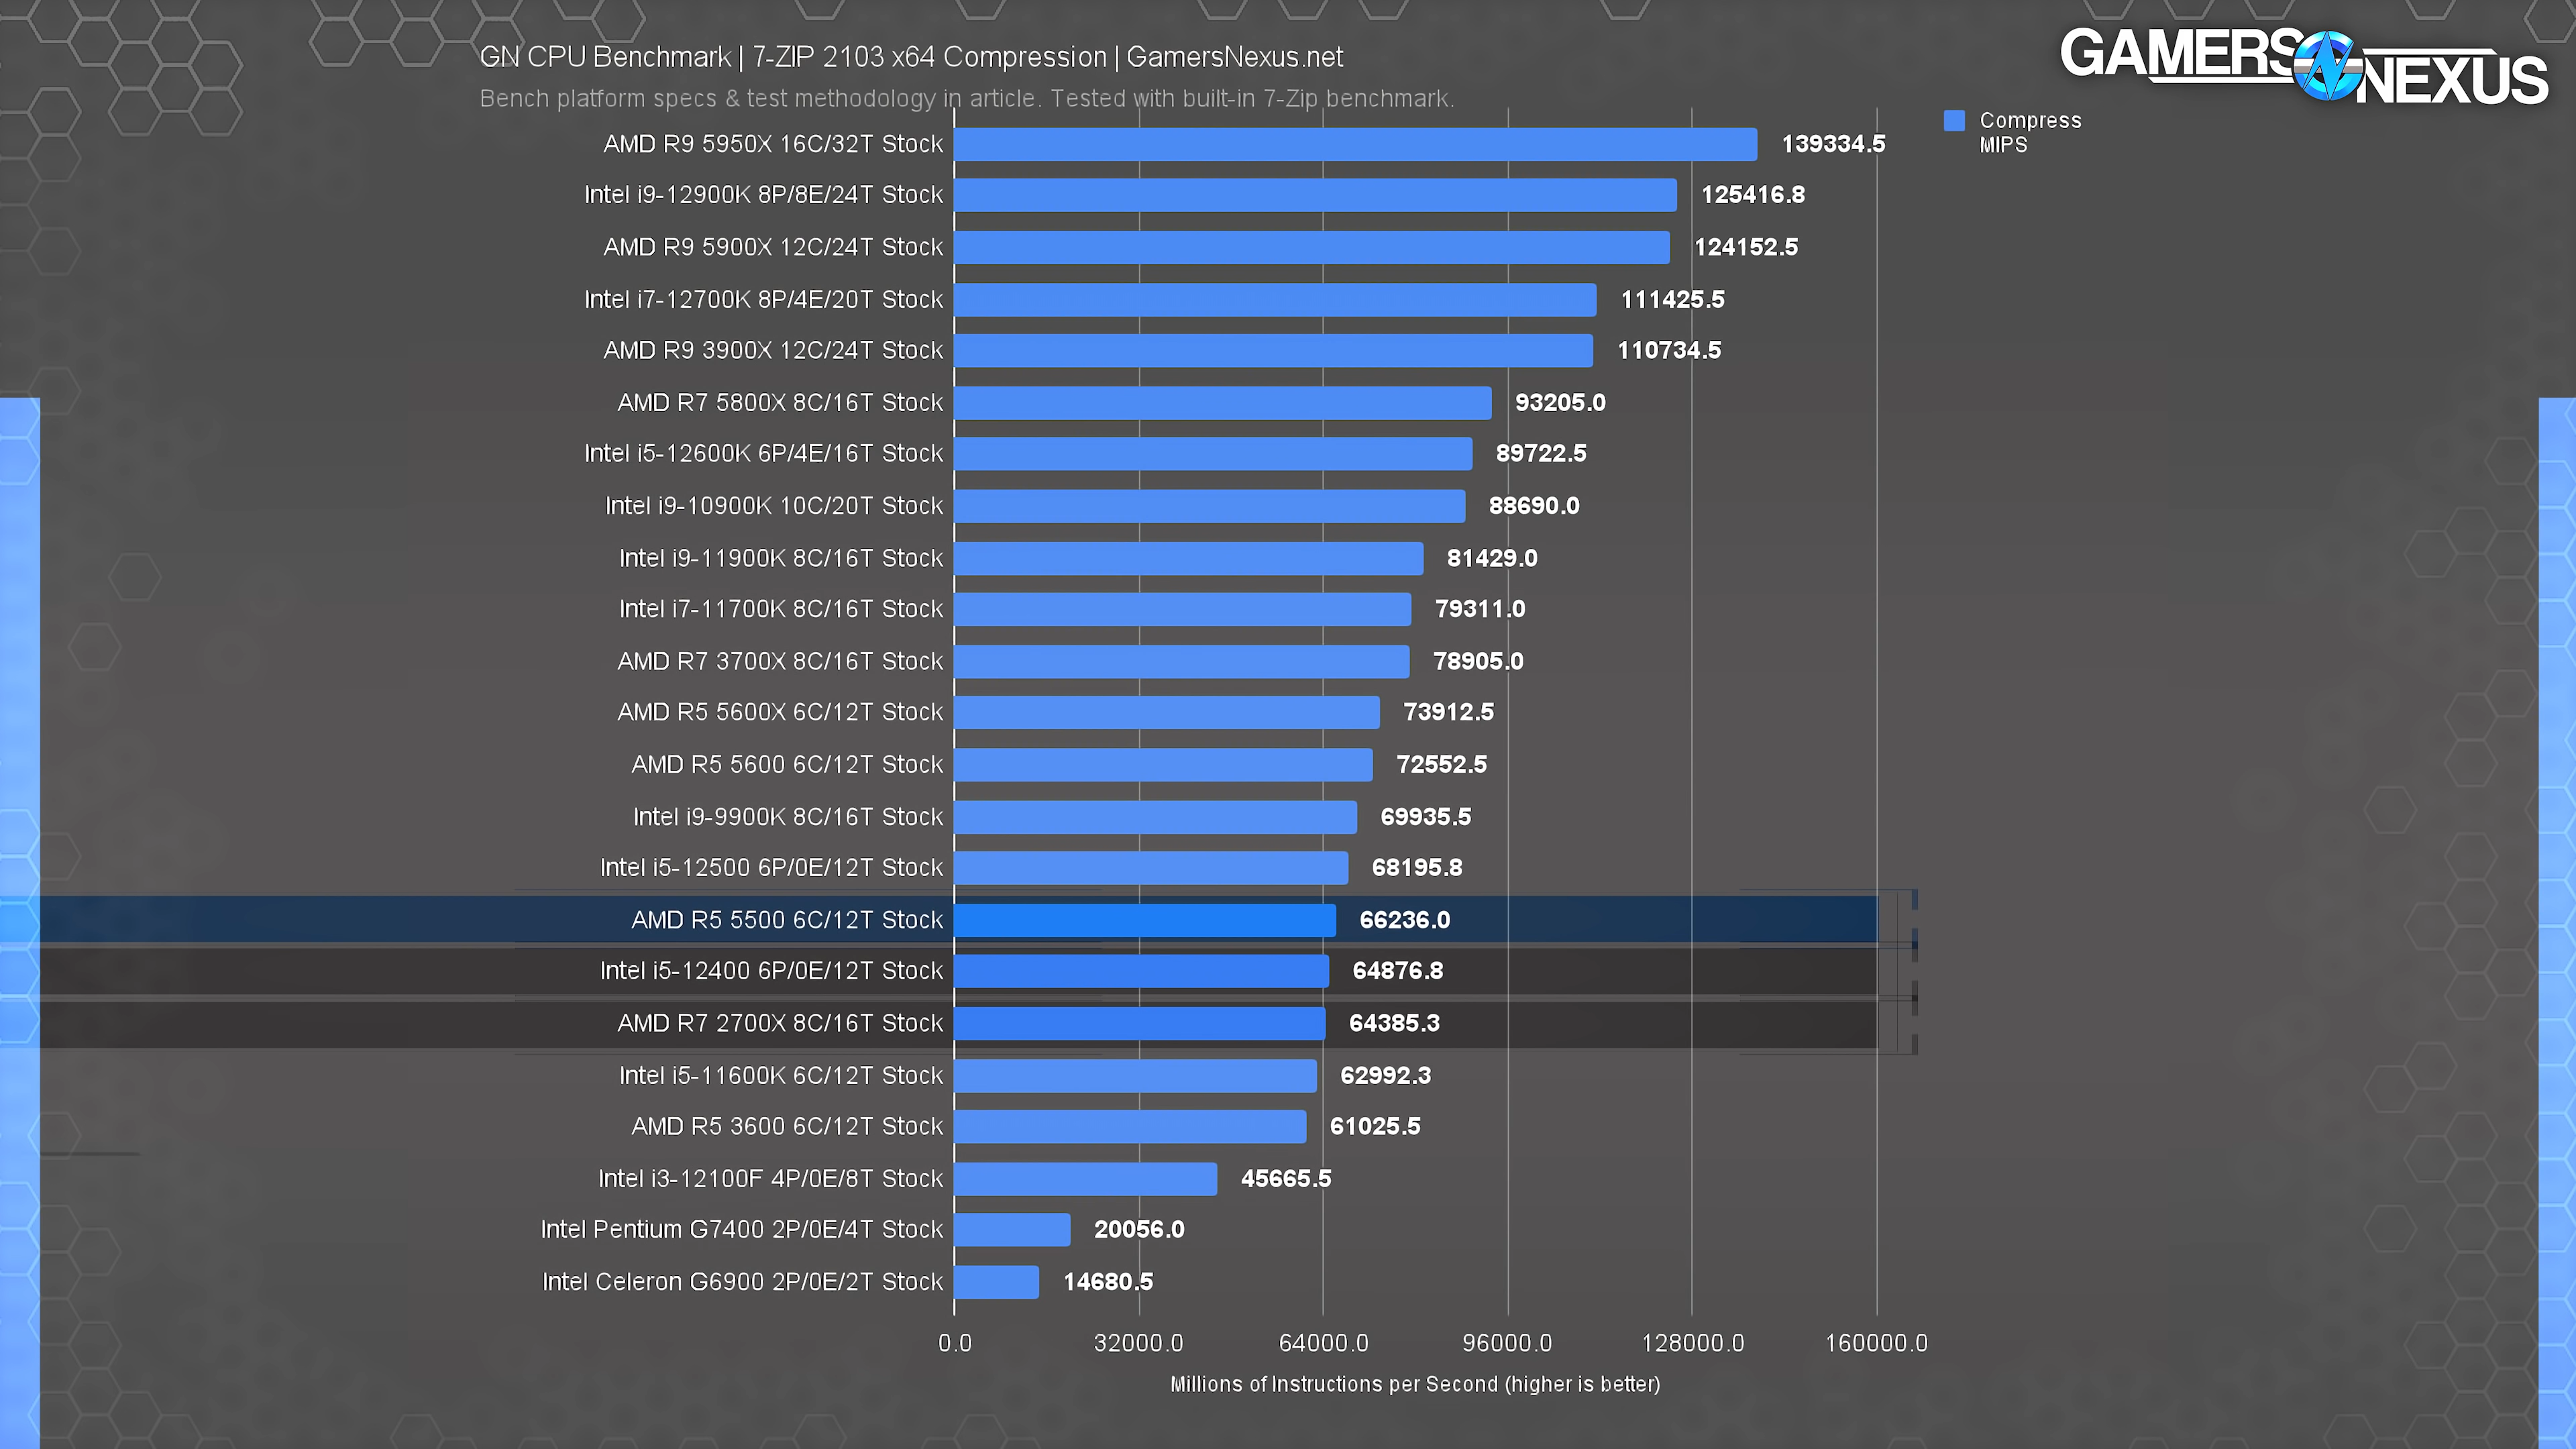 GN CPU Benchmark | 7-ZIP 2103 x64 Compression | GamersNexus.net
Bench platform specs & test methodology in article. Tested with built-in 7-Zip benchmark.
GAMERS NEXUS
Compress
MIPS
AMD R9 5950X 16C/32T Stock 139334.5
Intel i9-12900K 8P/8E/24T Stock 125416.8
AMD R9 5900X 12C/24T Stock 124152.5
Intel i7-12700K 8P/4E/20T Stock 111425.5
AMD R9 3900X 12C/24T Stock 110734.5
AMD R7 5800X 8C/16T Stock 93205.0
Intel i5-12600K 6P/4E/16T Stock 89722.5
Intel i9-10900K 10C/20T Stock 88690.0
Intel i9-11900K 8C/16T Stock 81429.0
Intel i7-11700K 8C/16T Stock 79311.0
AMD R7 3700X 8C/16T Stock 78905.0
AMD R5 5600X 6C/12T Stock 73912.5
AMD R5 5600 6C/12T Stock 72552.5
Intel i9-9900K 8C/16T Stock 69935.5
Intel i5-12500 6P/0E/12T Stock 68195.8
AMD R5 5500 6C/12T Stock 66236.0
Intel i5-12400 6P/0E/12T Stock 64876.8
AMD R7 2700X 8C/16T Stock 64385.3
Intel i5-11600K 6C/12T Stock 62992.3
AMD R5 3600 6C/12T Stock 61025.5
Intel i3-12100F 4P/0E/8T Stock 45665.5
Intel Pentium G7400 2P/0E/4T Stock 20056.0
Intel Celeron G6900 2P/0E/2T Stock 14680.5
0.0 32000.0 64000.0 96000.0 128000.0 160000.0
Millions of Instructions per Second (higher is better)